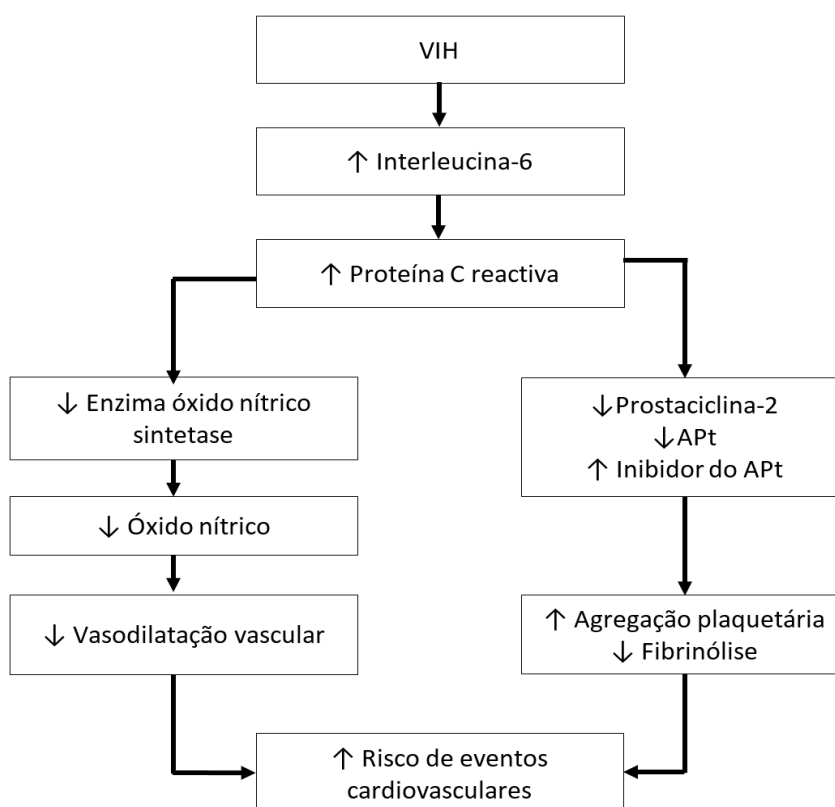 VIH
↑ Interleucina-6
↑ Proteína C reactiva
↓ Enzima óxido nítrico
sintetase
↓ Óxido nítrico
↓ Vasodilatação vascular
↓Prostaciclina-2
↓APt
↑ Inibidor do APt
↑ Agregação plaquetária
↓ Fibrinólise
↑ Risco de eventos
cardiovasculares